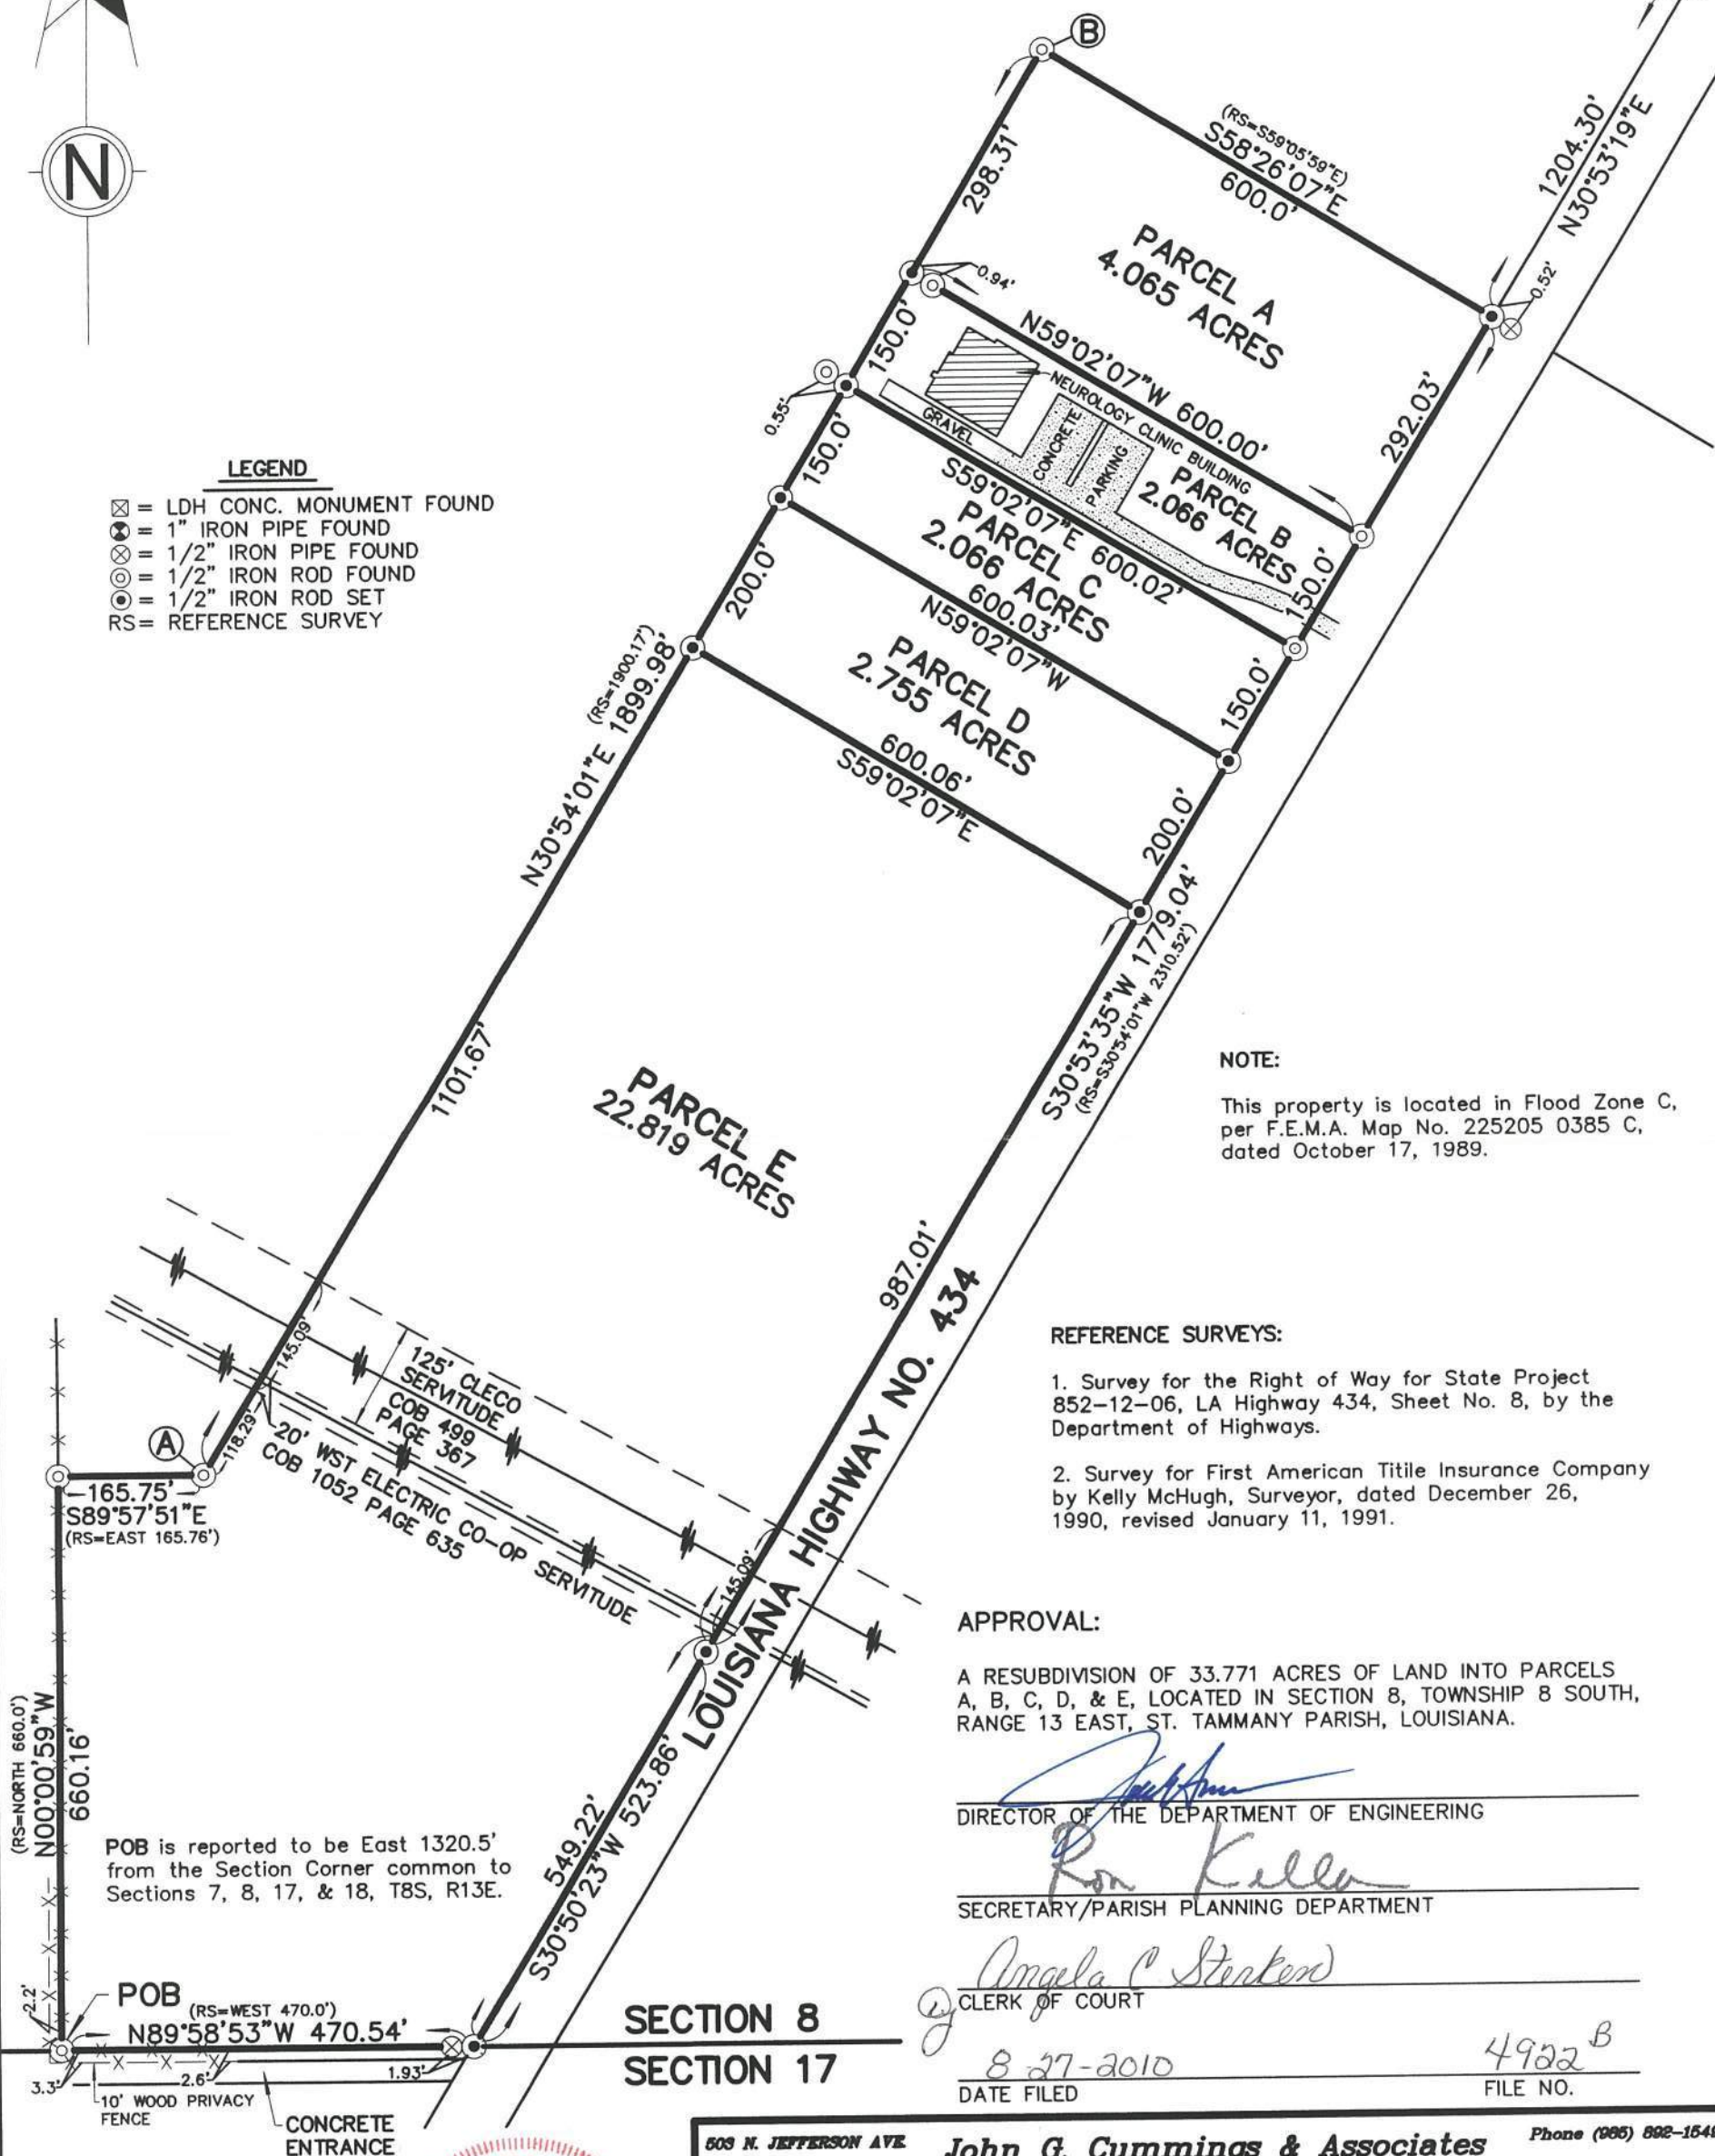 N
B
(RS=S59°05'59"E)
S58°26'07"E
600.0'
1204.30'
N30°53'19"E
298.31'
PARCEL A
4.065 ACRES
0.94'
0.52'
150.0'
N59°02'07"W 600.00'
292.03'
NEUROLOGY CLINIC BUILDING
GRAVEL
CONCRETE
PARKING
PARCEL B
2.066 ACRES
0.55'
150.0'
S59°02'07"E 600.02'
150.0'
LEGEND
= LDH CONC. MONUMENT FOUND
= 1" IRON PIPE FOUND
= 1/2" IRON PIPE FOUND
= 1/2" IRON ROD FOUND
= 1/2" IRON ROD SET
RS= REFERENCE SURVEY
PARCEL C
2.066 ACRES
200.0'
600.03'
N59°02'07"W
150.0'
(RS=1900.17')
N30°54'01"E 1899.98'
PARCEL D
2.755 ACRES
600.06'
S59°02'07"E
200.0'
S30°53'35"W 1779.04'
(RS=S30°54'01"W 2310.52')
1101.67'
PARCEL E
22.819 ACRES
NOTE:
This property is located in Flood Zone C,
per F.E.M.A. Map No. 225205 0385 C,
dated October 17, 1989.
987.01'
145.09'
125' CLECO
SERVITUDE
COB 499
PAGE 367
LOUISIANA HIGHWAY NO. 434
REFERENCE SURVEYS:
1. Survey for the Right of Way for State Project
852-12-06, LA Highway 434, Sheet No. 8, by the
Department of Highways.
2. Survey for First American Titile Insurance Company
by Kelly McHugh, Surveyor, dated December 26,
1990, revised January 11, 1991.
A
118.29'
20' WST ELECTRIC CO-OP SERVITUDE
COB 1052 PAGE 635
165.75'
S89°57'51"E
(RS=EAST 165.76')
145.09'
APPROVAL:
A RESUBDIVISION OF 33.771 ACRES OF LAND INTO PARCELS
A, B, C, D, & E, LOCATED IN SECTION 8, TOWNSHIP 8 SOUTH,
RANGE 13 EAST, ST. TAMMANY PARISH, LOUISIANA.
DIRECTOR OF THE DEPARTMENT OF ENGINEERING
(RS=NORTH 660.0')
N00°00'59"W
660.16'
POB is reported to be East 1320.5'
from the Section Corner common to
Sections 7, 8, 17, & 18, T8S, R13E.
549.22'
S30°50'23"W 523.86'
Ron Keller
SECRETARY/PARISH PLANNING DEPARTMENT
Angela C Sterken
CLERK OF COURT
2.2'
POB
(RS=WEST 470.0')
N89°58'53"W 470.54'
SECTION 8
SECTION 17
8-27-2010
DATE FILED
4922 B
FILE NO.
3.3'
2.6'
1.93'
10' WOOD PRIVACY
FENCE
CONCRETE
ENTRANCE
503 N. JEFFERSON AVE
John G. Cummings & Associates
Phone (985) 892-1549